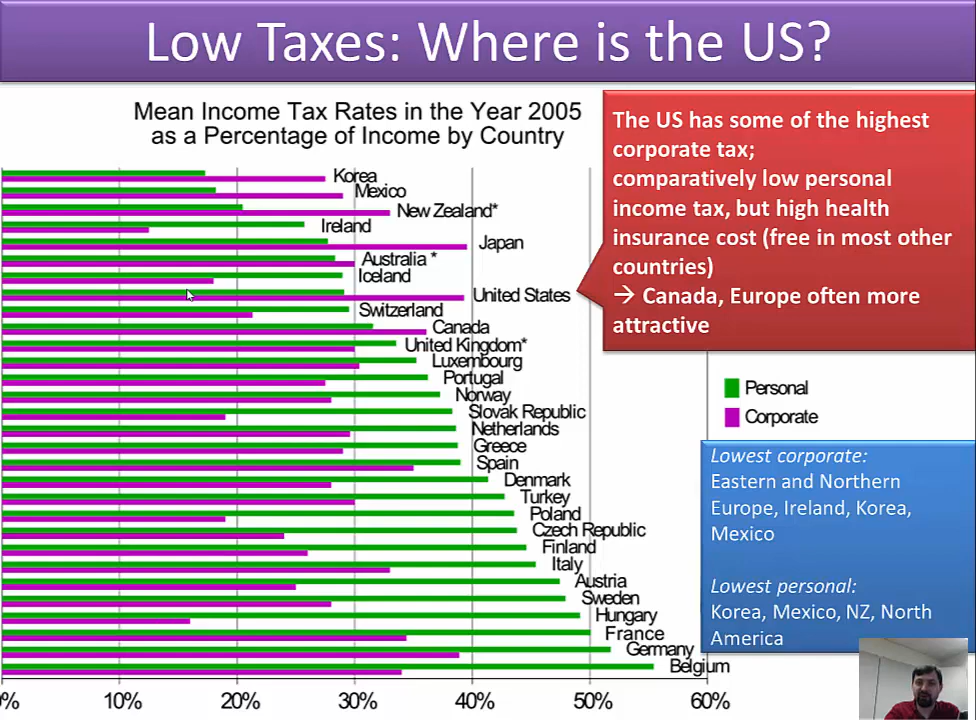 Low Taxes: Where is the US?
Mean Income Tax Rates in the Year 2005
as a Percentage of Income by Country
The US has some of the highest
corporate tax;
comparatively low personal
income tax, but high health
insurance cost (free in most other
countries)
→ Canada, Europe often more
attractive
Korea
Mexico
New Zealand*
Ireland
Japan
Australia *
Iceland
United States
Switzerland
Canada
United Kingdom*
Luxembourg
Portugal
Norway
Slovak Republic
Netherlands
Greece
Spain
Denmark
Turkey
Poland
Czech Republic
Finland
Italy
Austria
Sweden
Hungary
France
Germany
Belgium
Personal
Corporate
Lowest corporate:
Eastern and Northern
Europe, Ireland, Korea,
Mexico
Lowest personal:
Korea, Mexico, NZ, North
America
0% 10% 20% 30% 40% 50% 60%